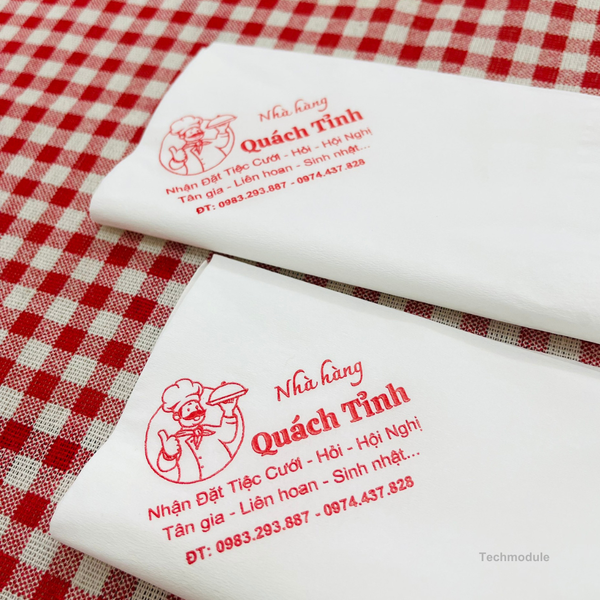 Nhà hàng
Quách Tỉnh
Nhận Đặt Tiệc Cưới - Hỏi - Hội Nghị
Tân gia - Liên hoan - Sinh nhật...
ĐT: 0983.293.887 - 0974.437.828
Nhà hàng
Quách Tỉnh
Nhận Đặt Tiệc Cưới - Hỏi - Hội Nghị
Tân gia - Liên hoan - Sinh nhật...
ĐT: 0983.293.887 - 0974.437.828
Techmodule